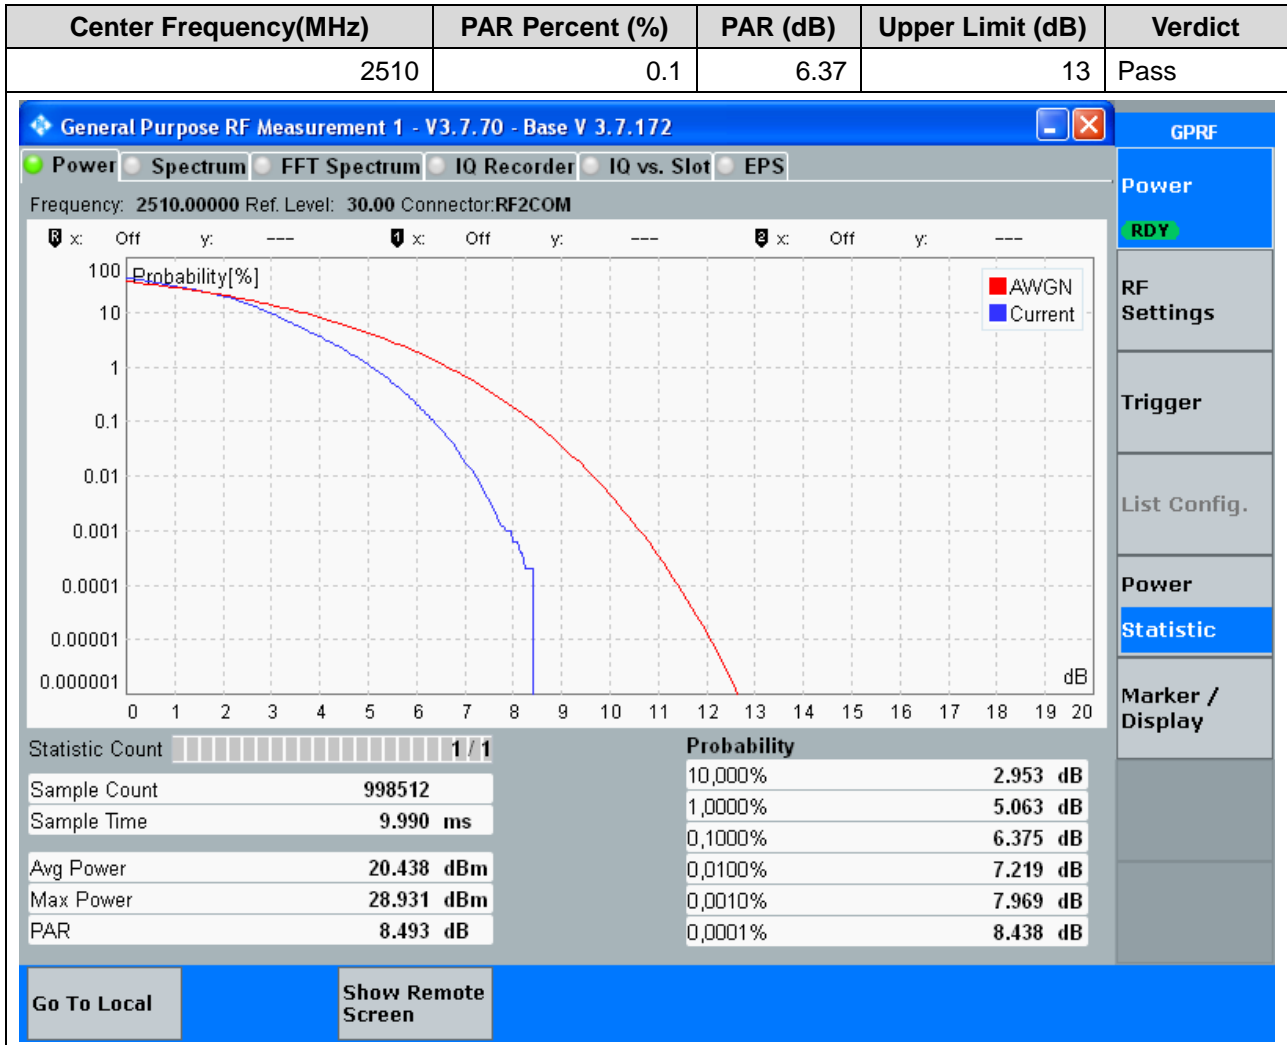 Center Frequency(MHz) PAR Percent (%) PAR (dB) Upper Limit (dB) Verdict
2510 0.1 6.37 13 Pass
General Purpose RF Measurement 1 - V3.7.70 - Base V 3.7.172
GPRF
Power Spectrum FFT Spectrum IQ Recorder IQ vs. Slot EPS
Frequency: 2510.00000 Ref. Level: 30.00 Connector:RF2COM
R x: Off y: --- 1 x: Off y: --- 2 x: Off y: ---
Probability[%]
AWGN
Current
100
10
1
0.1
0.01
0.001
0.0001
0.00001
0.000001
dB
0 1 2 3 4 5 6 7 8 9 10 11 12 13 14 15 16 17 18 19 20
Statistic Count 1 / 1
Sample Count 998512
Sample Time 9.990 ms
Avg Power 20.438 dBm
Max Power 28.931 dBm
PAR 8.493 dB
Probability
10,000% 2.953 dB
1,0000% 5.063 dB
0,1000% 6.375 dB
0,0100% 7.219 dB
0,0010% 7.969 dB
0,0001% 8.438 dB
Power
RDY
RF
Settings
Trigger
List Config.
Power
Statistic
Marker /
Display
Go To Local
Show Remote
Screen